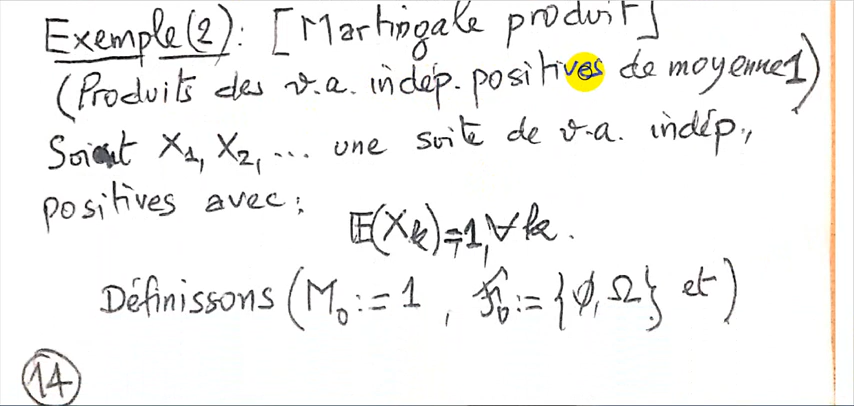 Exemple(2): [Martingale produit]
(Produits des v.a. indép. positives de moyenne 1)
Soient X₁, X₂, ... une suite de v.a. indép.,
positives avec:
𝔼(X_k)=1, ∀k.
Définissons (M₀:=1, ℱ₀:={∅,Ω} et)
14